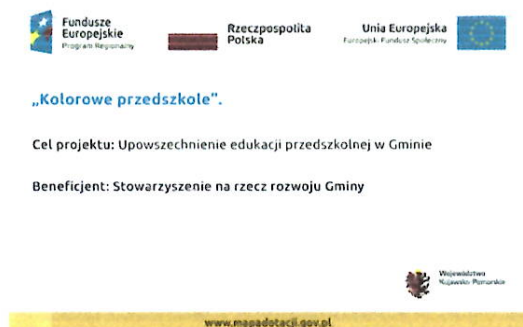 Fundusze
Europejskie
Program Regionalny
Rzeczpospolita
Polska
Unia Europejska
Europejski Fundusz Społeczny
„Kolorowe przedszkole”.
Cel projektu: Upowszechnienie edukacji przedszkolnej w Gminie
Beneficjent: Stowarzyszenie na rzecz rozwoju Gminy
Województwo
Kujawsko-Pomorskie
www.mapadotacji.gov.pl